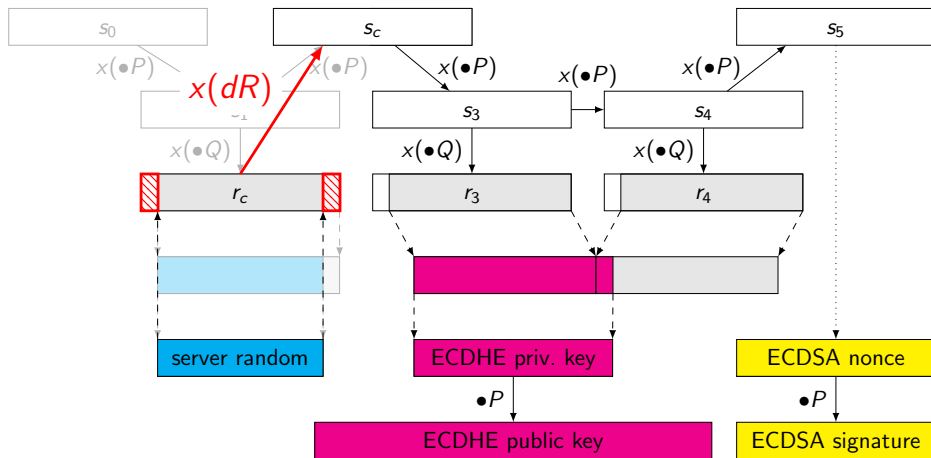 s0
sc
s5
x(•P)
x(•P)
x(•P)
x(•P)
x(•P)
x(dR)
s1
s3
s4
x(•Q)
x(•Q)
x(•Q)
rc
r3
r4
server random
ECDHE priv. key
ECDSA nonce
•P
•P
ECDHE public key
ECDSA signature